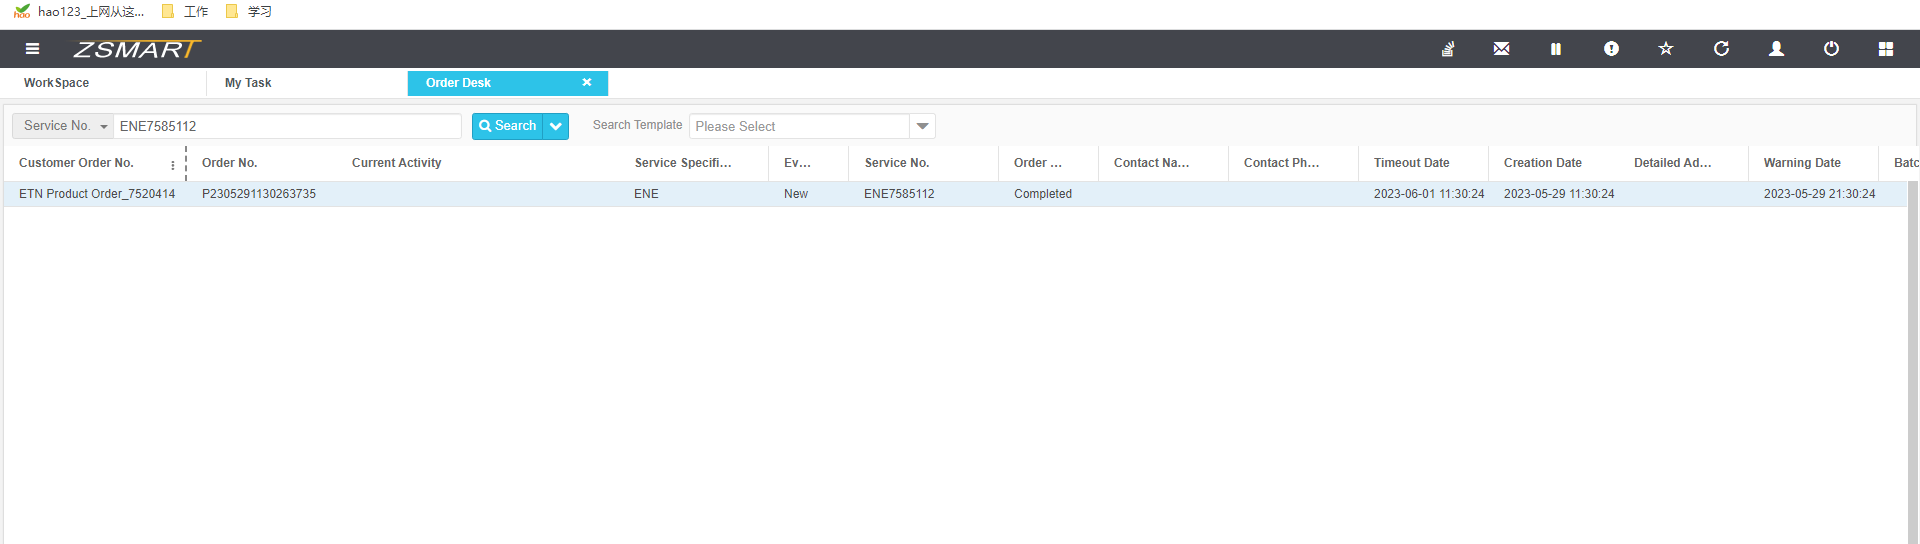 hao123_上网从这... 工作 学习
ZSMART
WorkSpace My Task Order Desk
Service No. ENE7585112 Search Search Template Please Select
Customer Order No. Order No. Current Activity Service Specifi... Ev... Service No. Order ... Contact Na... Contact Ph... Timeout Date Creation Date Detailed Ad... Warning Date Batc
ETN Product Order_7520414 P2305291130263735 ENE New ENE7585112 Completed 2023-06-01 11:30:24 2023-05-29 11:30:24 2023-05-29 21:30:24